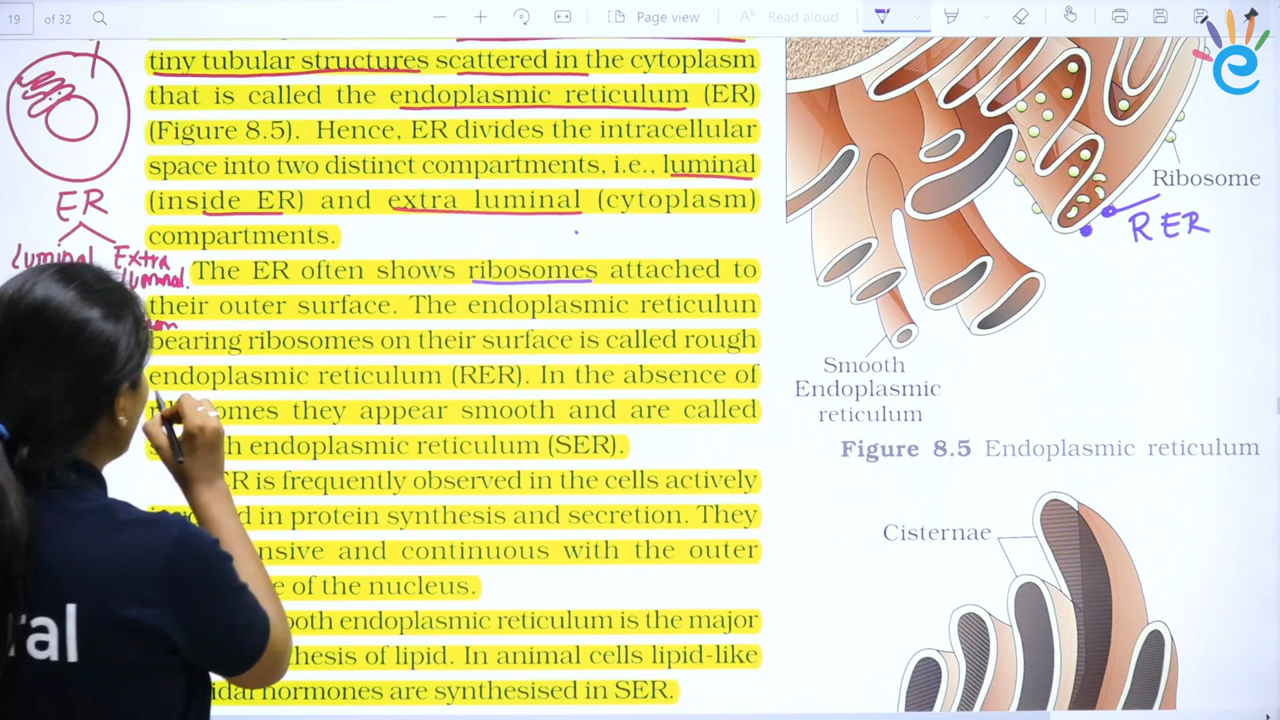 19 of 32
Page view
Read aloud
tiny tubular structures scattered in the cytoplasm
that is called the endoplasmic reticulum (ER)
(Figure 8.5). Hence, ER divides the intracellular
space into two distinct compartments, i.e., luminal
(inside ER) and extra luminal (cytoplasm)
compartments.
The ER often shows ribosomes attached to
their outer surface. The endoplasmic reticulun
bearing ribosomes on their surface is called rough
endoplasmic reticulum (RER). In the absence of
they appear smooth and are called
endoplasmic reticulum (SER).
is frequently observed in the cells actively
in protein synthesis and secretion. They
and continuous with the outer
of the nucleus.
endoplasmic reticulum is the major
of lipid. In animal cells lipid-like
hormones are synthesised in SER.
ER
Luminal
Extra
luminal.
Ribosome
RER
Smooth
Endoplasmic
reticulum
Figure 8.5 Endoplasmic reticulum
Cisternae
e
ral